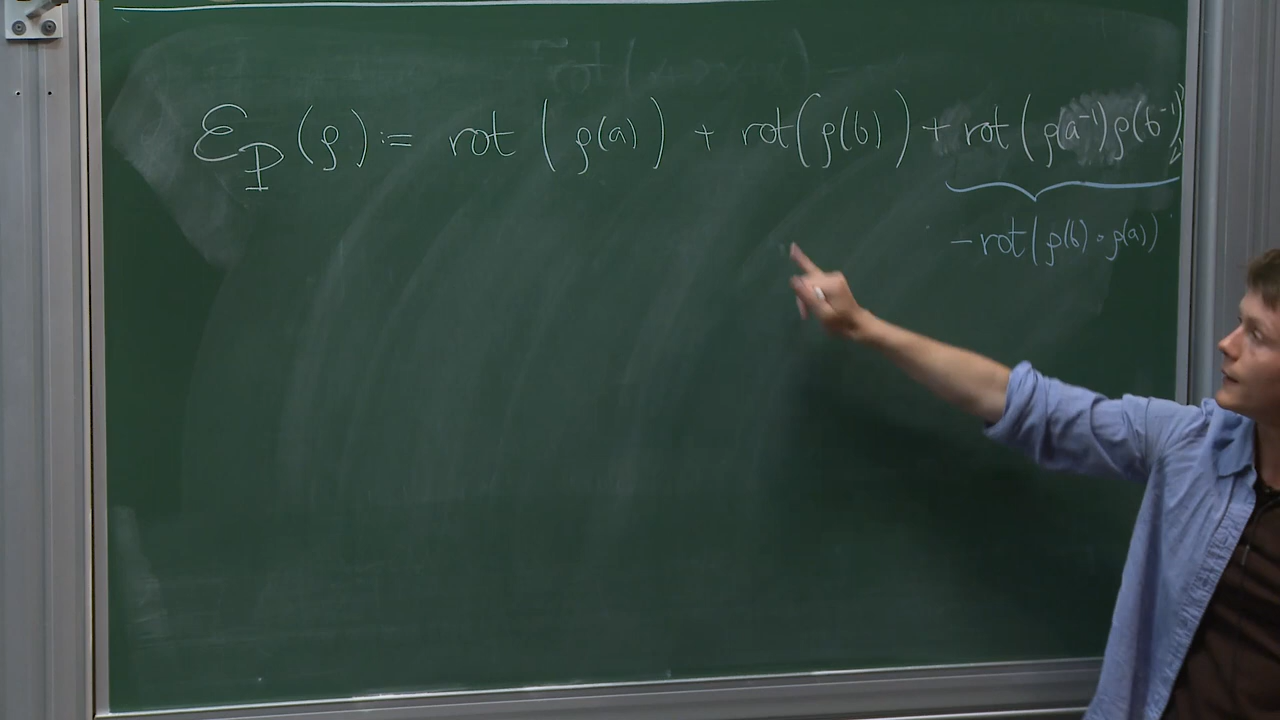 ℰ_P(ρ) := rot (ρ(a)) + rot(ρ(b)) + rot(ρ(a⁻¹)ρ(b⁻¹))
- rot(ρ(b)∘ρ(a))